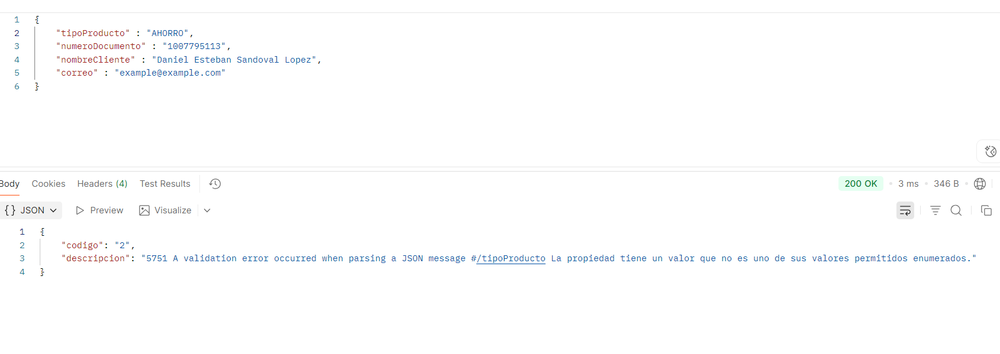 1 {
2 "tipoProducto" : "AHORRO",
3 "numeroDocumento" : "1007795113",
4 "nombreCliente" : "Daniel Esteban Sandoval Lopez",
5 "correo" : "example@example.com"
6 }
Body Cookies Headers (4) Test Results 200 OK • 3 ms • 346 B •
{} JSON Preview Visualize
1 {
2 "codigo": "2",
3 "descripcion": "5751 A validation error occurred when parsing a JSON message #/tipoProducto La propiedad tiene un valor que no es uno de sus valores permitidos enumerados."
4 }